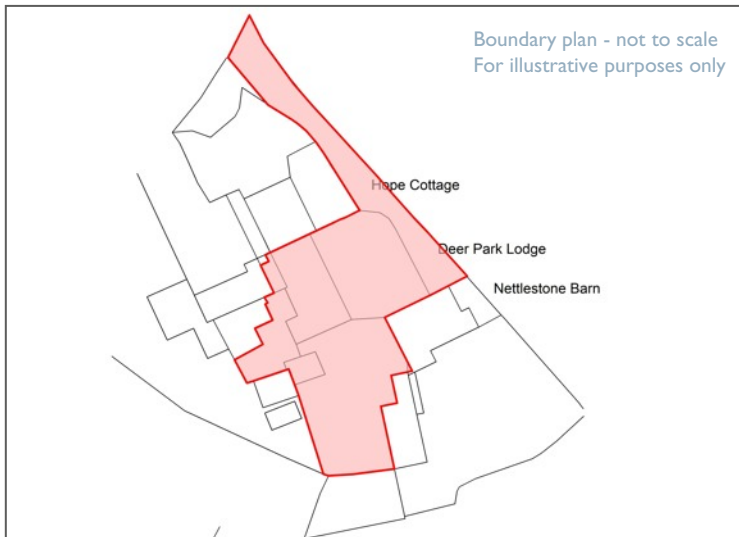 Boundary plan - not to scale
For illustrative purposes only
Hope Cottage
Deer Park Lodge
Nettlestone Barn